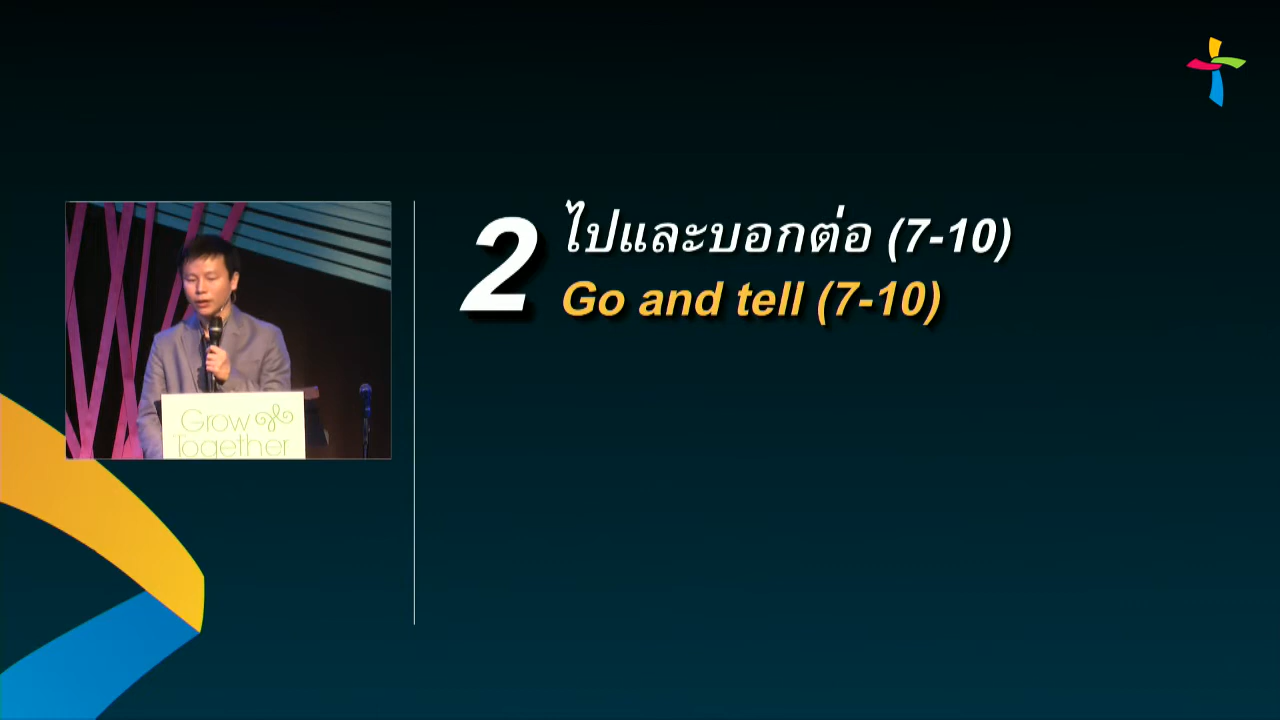 2
ไปและบอกต่อ (7-10)
Go and tell (7-10)
Grow
Together